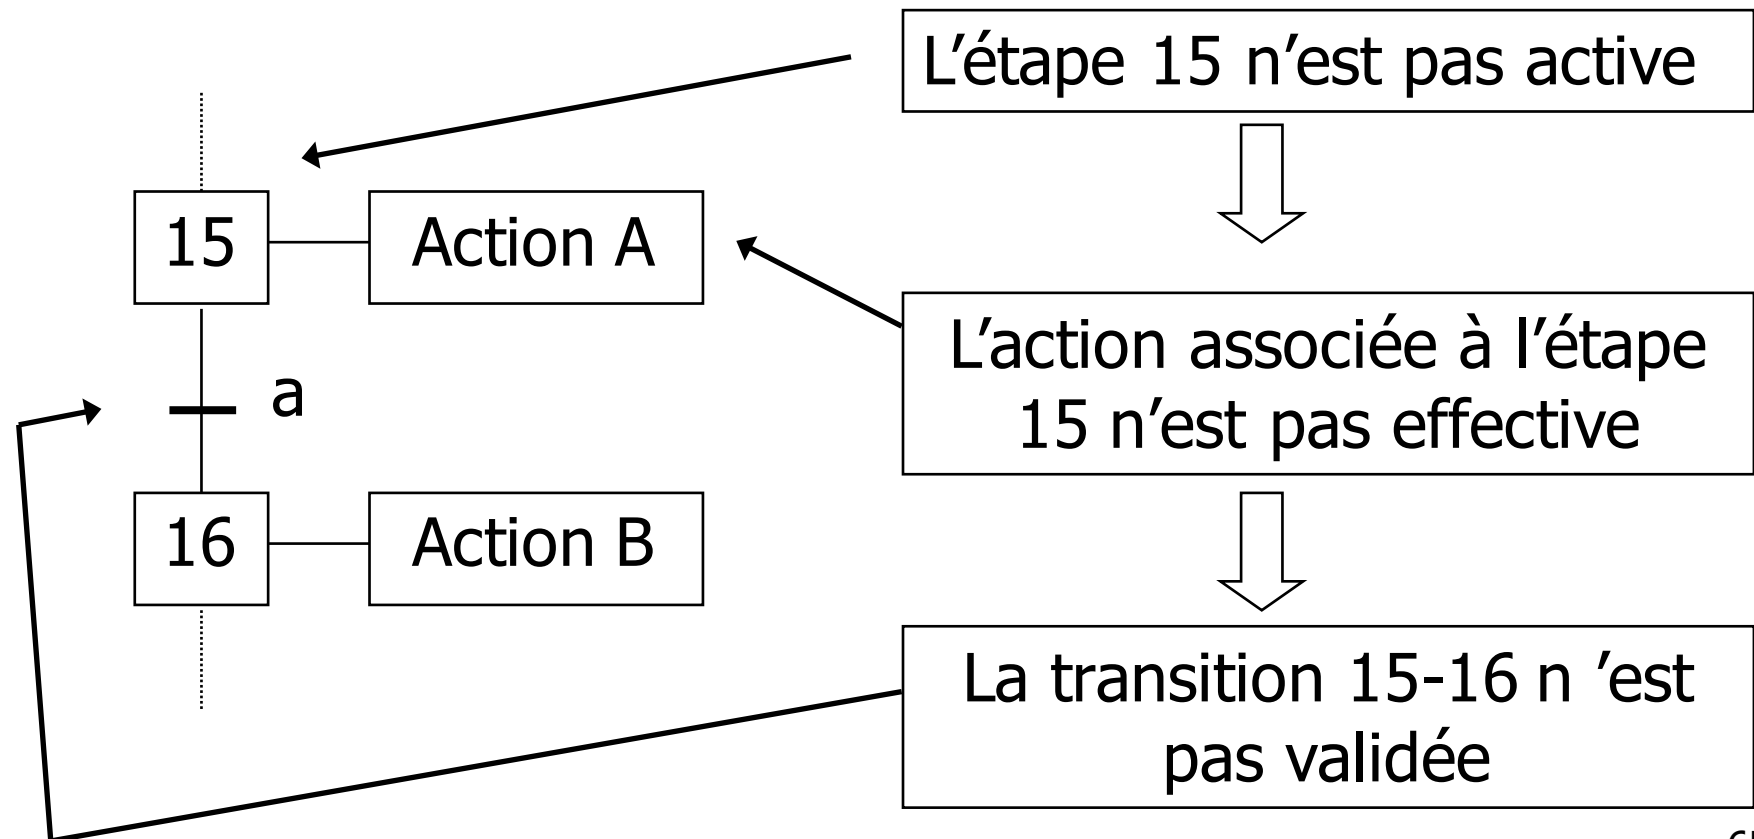 L’étape 15 n’est pas active
15
Action A
L’action associée à l’étape
15 n’est pas effective
a
16
Action B
La transition 15-16 n ’est
pas validée